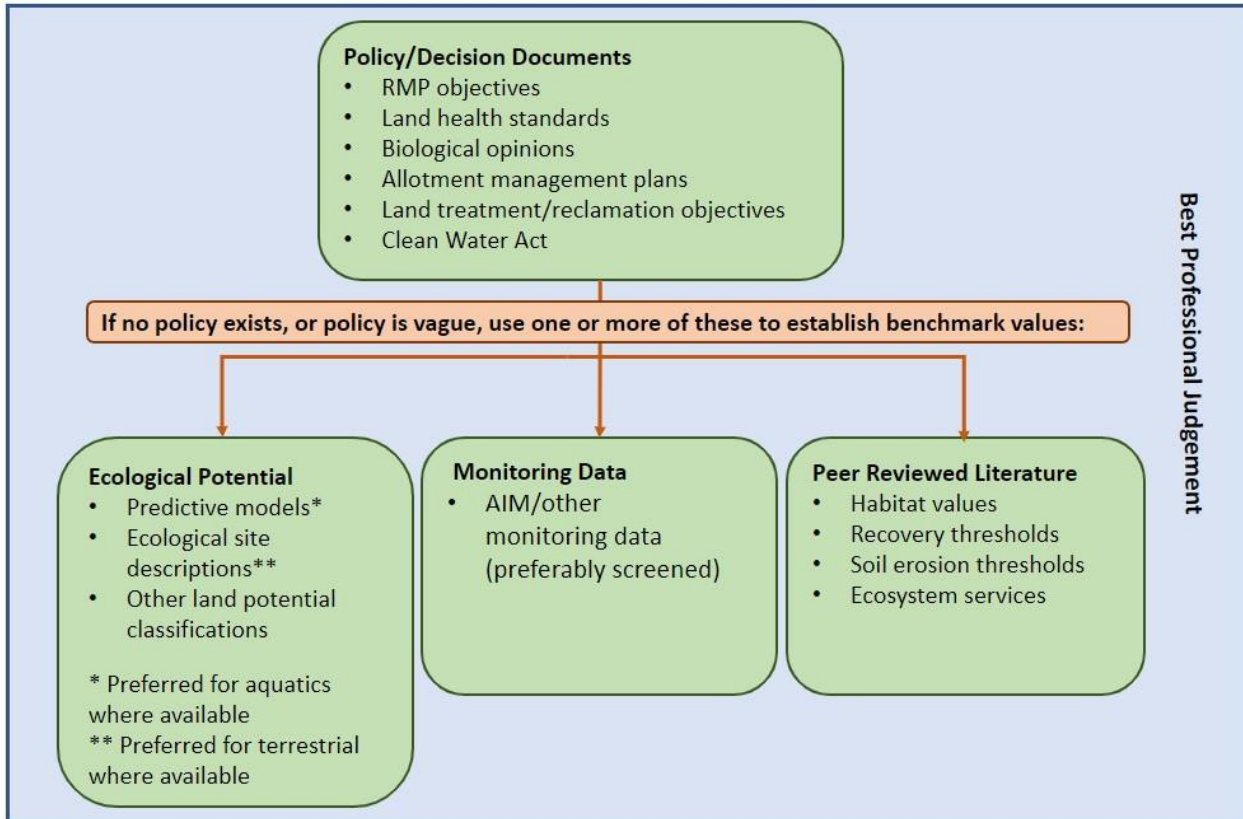 Policy/Decision Documents
• RMP objectives
• Land health standards
• Biological opinions
• Allotment management plans
• Land treatment/reclamation objectives
• Clean Water Act
If no policy exists, or policy is vague, use one or more of these to establish benchmark values:
Ecological Potential
• Predictive models*
• Ecological site
descriptions**
• Other land potential
classifications
* Preferred for aquatics
where available
** Preferred for terrestrial
where available
Monitoring Data
• AIM/other
monitoring data
(preferably screened)
Peer Reviewed Literature
• Habitat values
• Recovery thresholds
• Soil erosion thresholds
• Ecosystem services
Best Professional Judgement